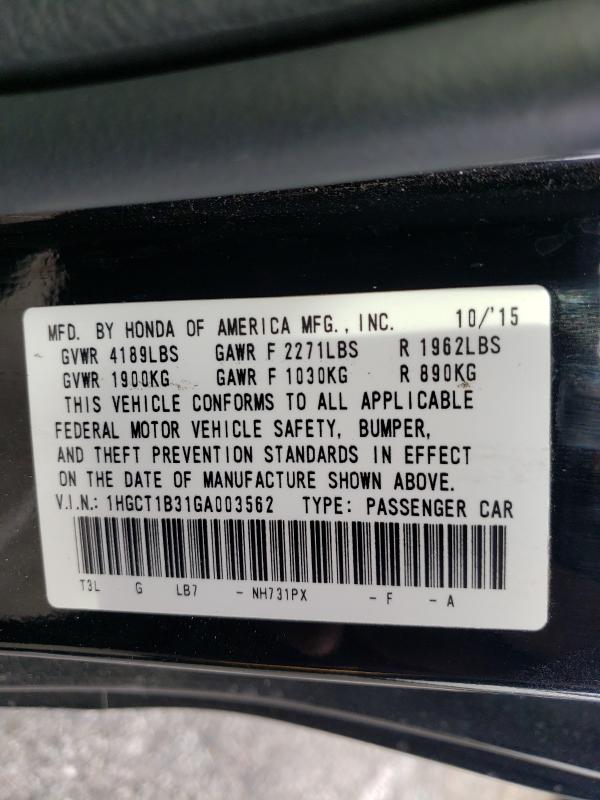 MFD. BY HONDA OF AMERICA MFG., INC. 10/'15
GVWR 4189LBS GAWR F 2271LBS R 1962LBS
GVWR 1900KG GAWR F 1030KG R 890KG
THIS VEHICLE CONFORMS TO ALL APPLICABLE
FEDERAL MOTOR VEHICLE SAFETY, BUMPER,
AND THEFT PREVENTION STANDARDS IN EFFECT
ON THE DATE OF MANUFACTURE SHOWN ABOVE.
V.I.N.: 1HGCT1B31GA003562 TYPE: PASSENGER CAR
T3L G LB7 - NH731PX - F - A